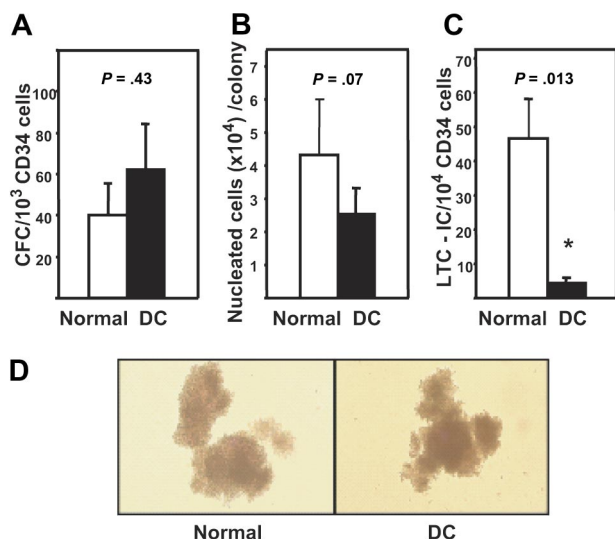 A
CFC/10³ CD34 cells
100
80
60
40
20
P = .43
Normal DC
B
Nucleated cells (x10⁴) /colony
7
6
5
4
3
2
1
P = .07
Normal DC
C
LTC - IC/10⁴ CD34 cells
70
60
50
40
30
20
10
P = .013
*
Normal DC
D
Normal
DC